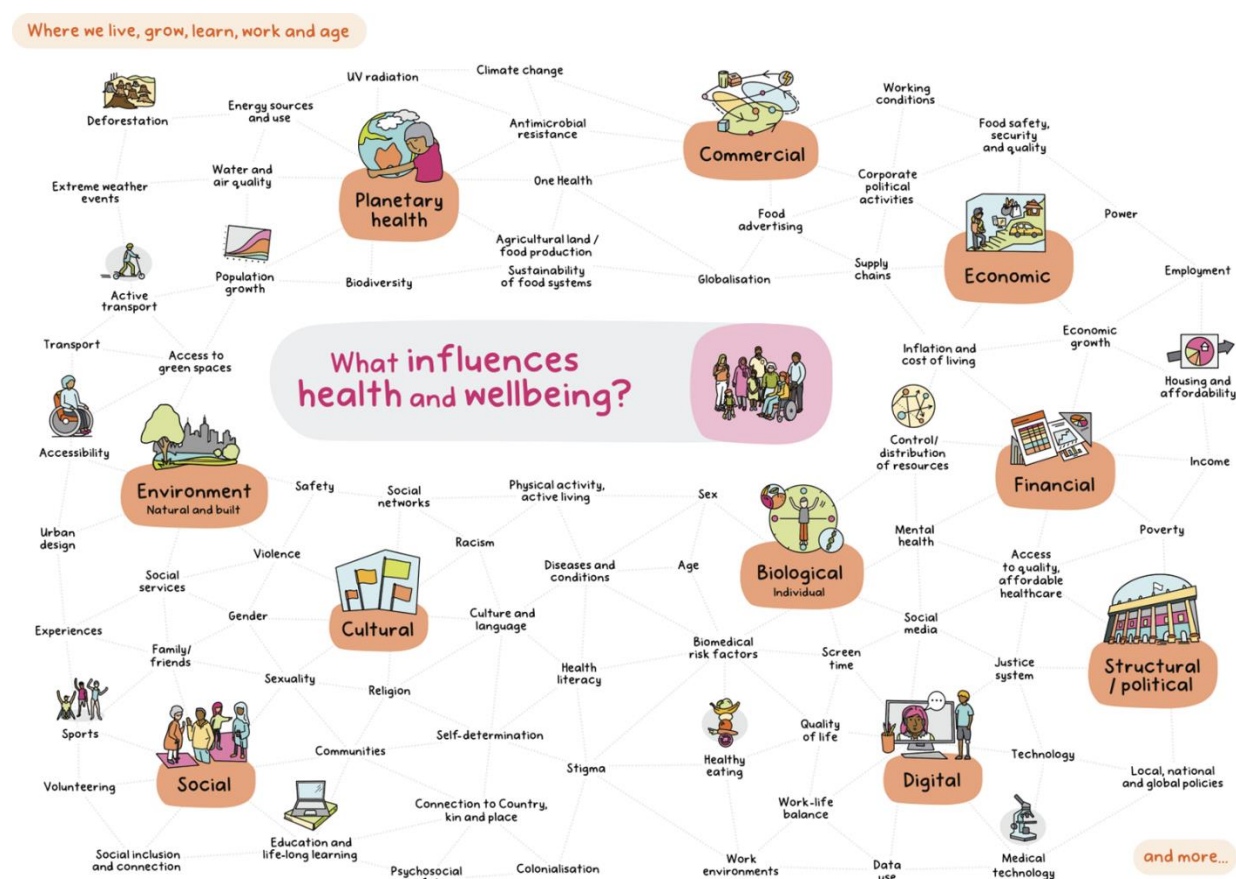 Where we live, grow, learn, work and age
UV radiation
Climate change
Deforestation
Energy sources
and use
Antimicrobial
resistance
Commercial
Working
conditions
Food safety,
security
and quality
Extreme weather
events
Water and
air quality
Planetary
health
One Health
Corporate
political
activities
Food
advertising
Power
Agricultural land /
food production
Active
transport
Population
growth
Biodiversity
Sustainability
of food systems
Globalisation
Supply
chains
Economic
Employment
Transport
Access to
green spaces
What influences
health and wellbeing?
Inflation and
cost of living
Economic
growth
Housing and
affordability
Accessibility
Control/
distribution
of resources
Income
Environment
Natural and built
Safety
Social
networks
Physical activity,
active living
Sex
Financial
Urban
design
Violence
Racism
Mental
health
Poverty
Social
services
Diseases and
conditions
Age
Biological
Individual
Access
to quality,
affordable
healthcare
Experiences
Gender
Cultural
Culture and
language
Social
media
Family/
friends
Biomedical
risk factors
Screen
time
Sexuality
Religion
Health
literacy
Justice
system
Structural
/ political
Sports
Communities
Self-determination
Quality
of life
Volunteering
Social
Stigma
Healthy
eating
Digital
Technology
Local, national
and global policies
Education and
life-long learning
Connection to Country,
kin and place
Work-life
balance
Social inclusion
and connection
Psychosocial
Colonialisation
Work
environments
Data
use
Medical
technology
and more...